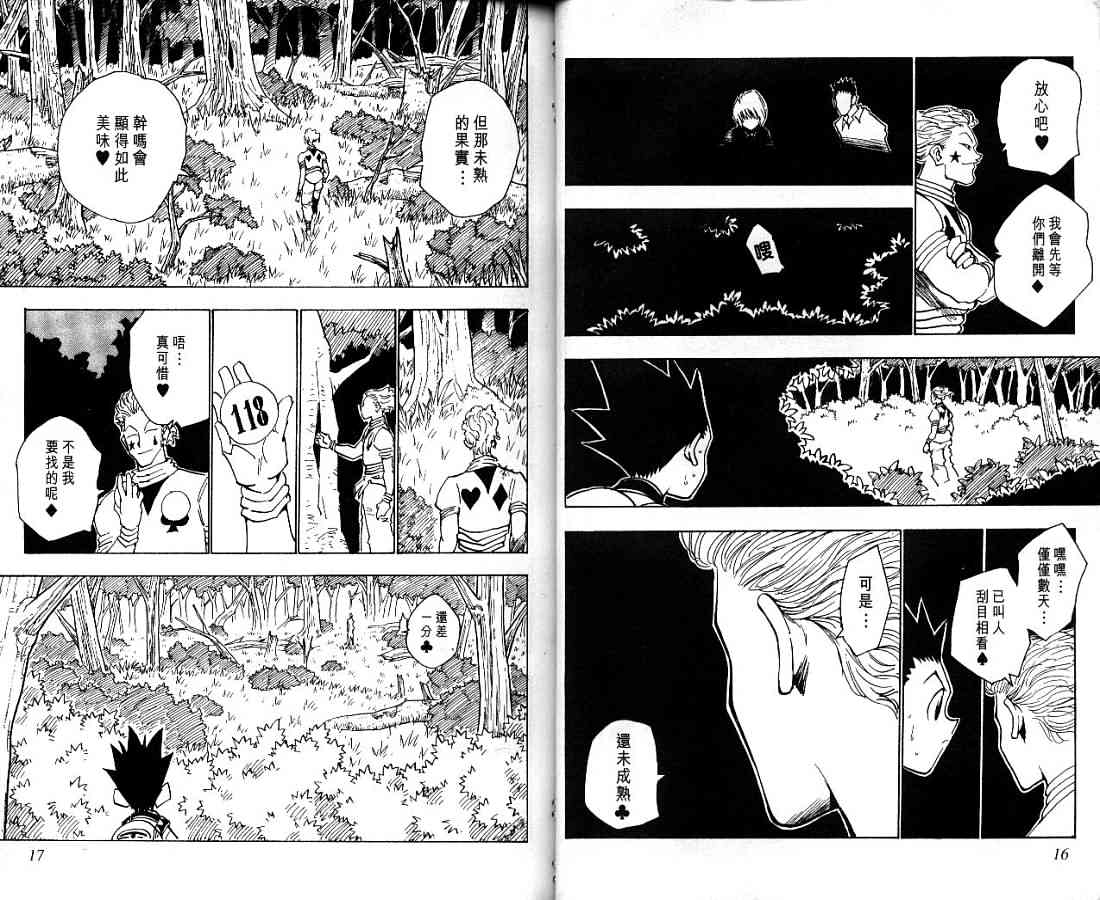 放心吧♥
我會先等
你們離開♦
嗖
嘿嘿…
僅僅數天…
已叫人
刮目相看♠
可是…
還未成熟♣
16
但那未熟
的果實…
幹嗎會
顯得如此
美味♥
118
唔…
真可惜♥
不是我
要找的呢♦
還差
一分♣
17